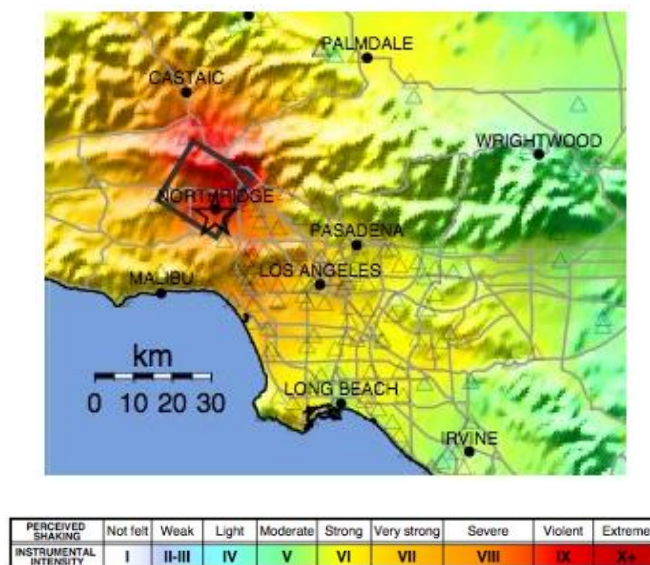 PALMDALE
CASTAIC
WRIGHTWOOD
NORTHRIDGE
PASADENA
LOS ANGELES
MALIBU
km
0 10 20 30
LONG BEACH
IRVINE
PERCEIVED SHAKING Not felt Weak Light Moderate Strong Very strong Severe Violent Extreme
INSTRUMENTAL INTENSITY I II-III IV V VI VII VIII IX X+